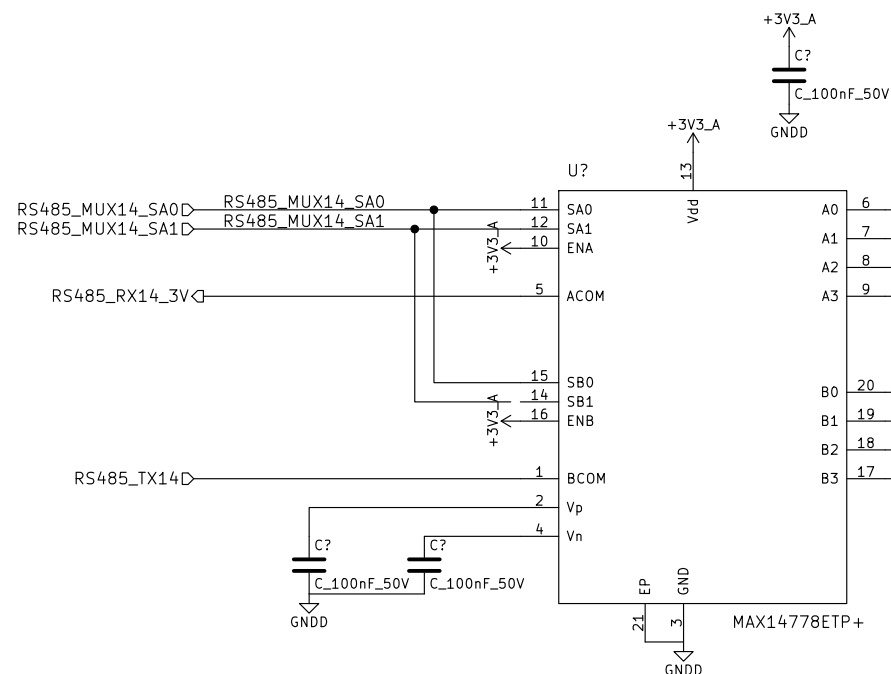 +3V3_A
C?
C_100nF_50V
GNDD
+3V3_A
U?
13
Vdd
RS485_MUX14_SA0 RS485_MUX14_SA0 11 SA0 A0 6
RS485_MUX14_SA1 RS485_MUX14_SA1 12 SA1
+3V3_A 10 ENA A1 7
A2 8
RS485_RX14_3V 5 ACOM A3 9
15 SB0
B0 20
14 SB1
+3V3_A 16 ENB B1 19
B2 18
RS485_TX14 1 BCOM B3 17
2 Vp
4 Vn
C? C?
C_100nF_50V C_100nF_50V
GNDD
EP GND
21 3
MAX14778ETP+
GNDD